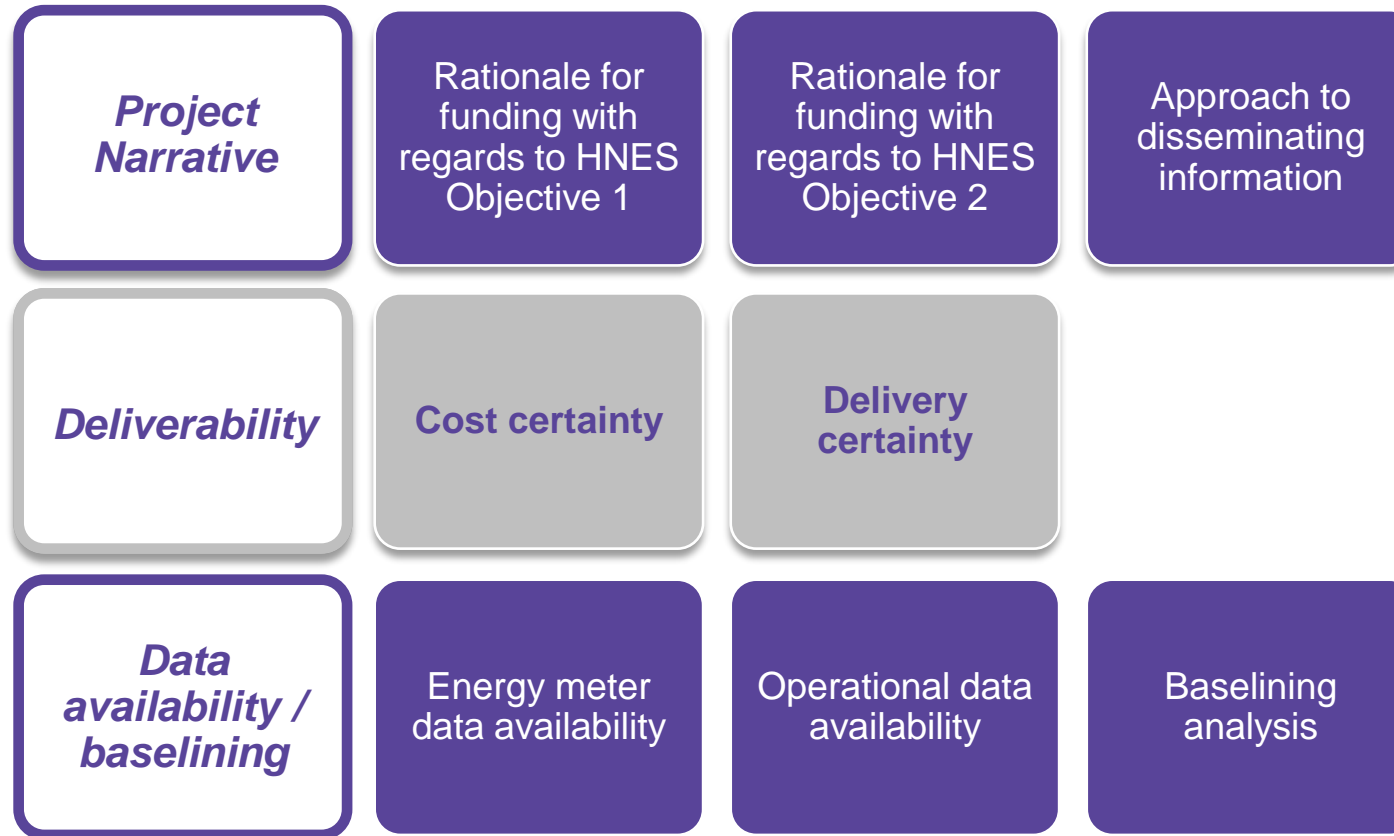 Project
Narrative
Rationale for
funding with
regards to HNES
Objective 1
Rationale for
funding with
regards to HNES
Objective 2
Approach to
disseminating
information
Deliverability
Cost certainty
Delivery
certainty
Data
availability /
baselining
Energy meter
data availability
Operational data
availability
Baselining
analysis